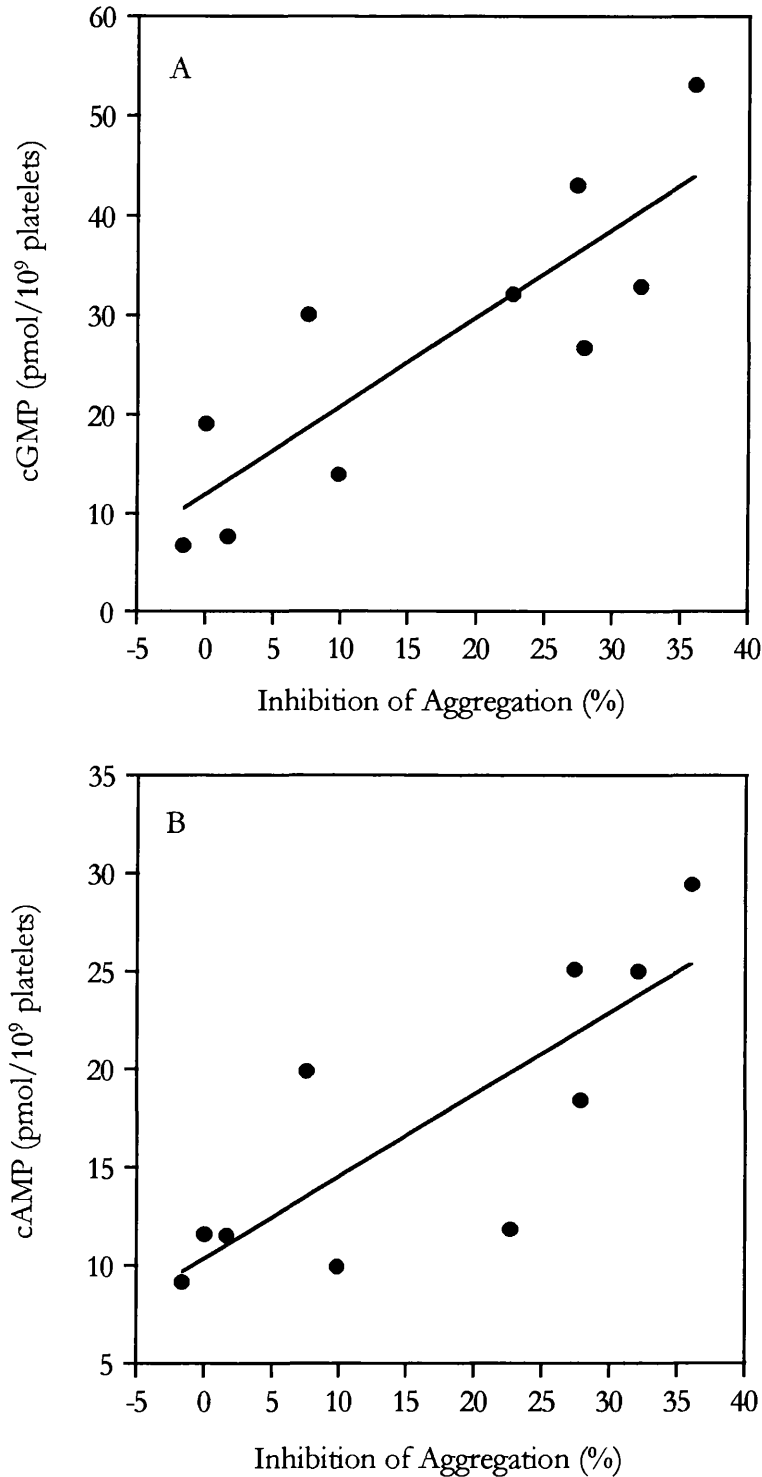 60
A
50
40
30
20
10
0
cGMP (pmol/10⁹ platelets)
-5 0 5 10 15 20 25 30 35 40
Inhibition of Aggregation (%)
35
B
30
25
20
15
10
5
cAMP (pmol/10⁹ platelets)
-5 0 5 10 15 20 25 30 35 40
Inhibition of Aggregation (%)